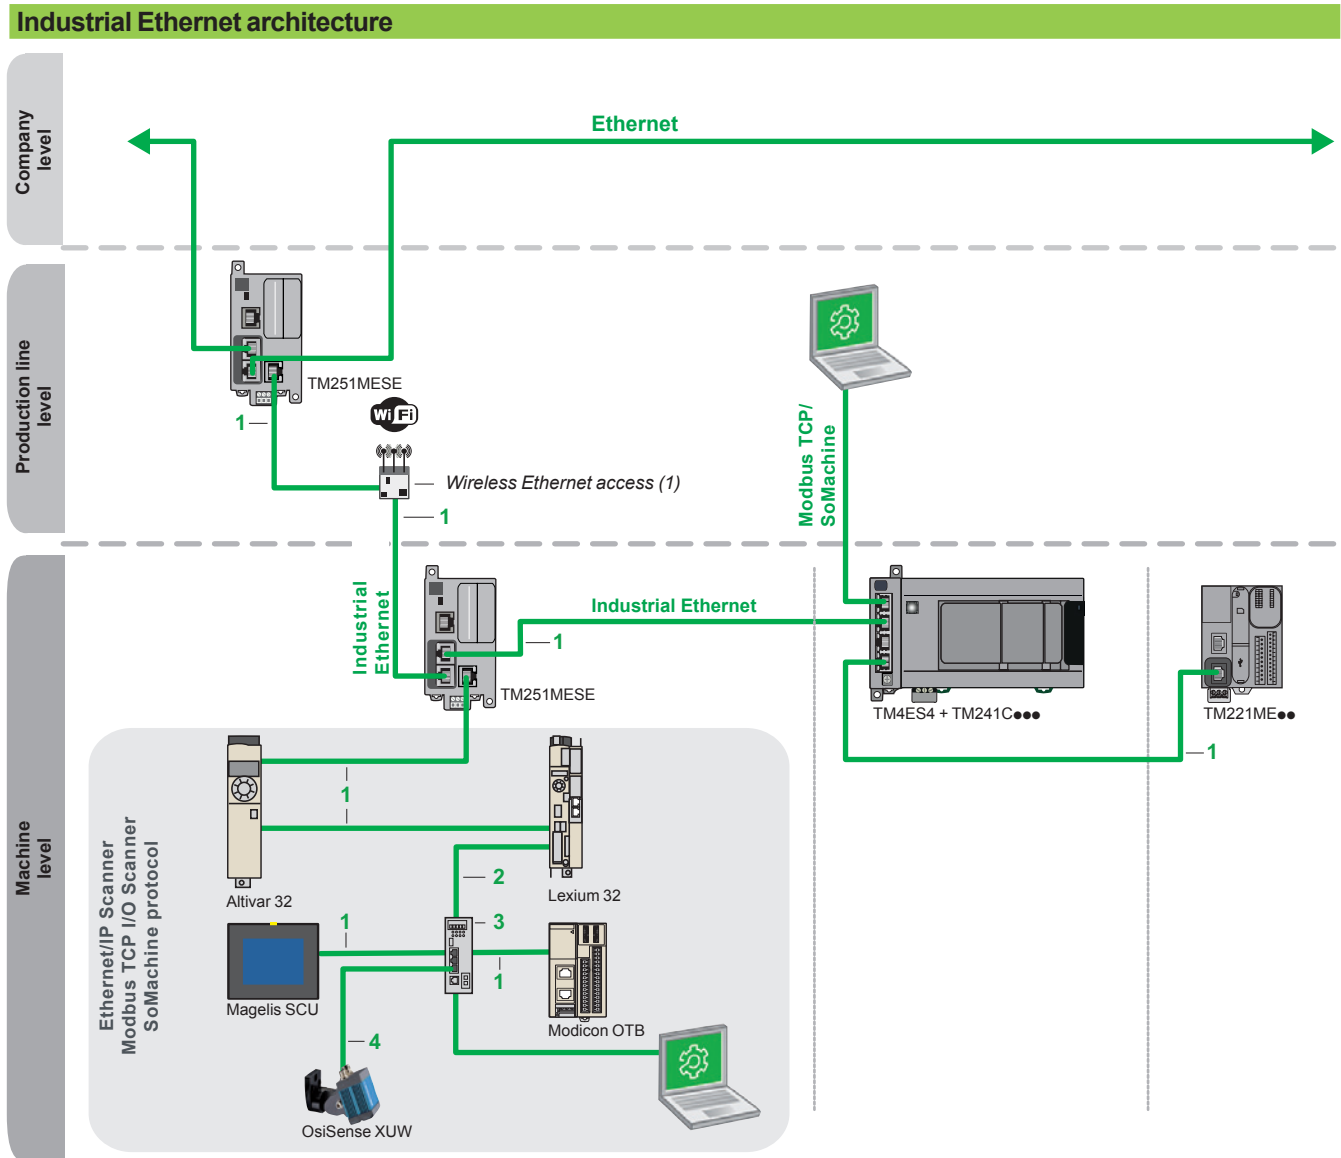 Industrial Ethernet architecture
Company
level
Ethernet
Production line
level
TM251MESE
1
Wi Fi
Wireless Ethernet access (1)
1
Modbus TCP/
SoMachine
Machine
level
Industrial
Ethernet
Industrial Ethernet
1
TM251MESE
TM4ES4 + TM241C●●●
TM221ME●●
1
Ethernet/IP Scanner
Modbus TCP I/O Scanner
SoMachine protocol
1
Altivar 32
2
Lexium 32
1
3
1
Magelis SCU
Modicon OTB
4
OsiSense XUW